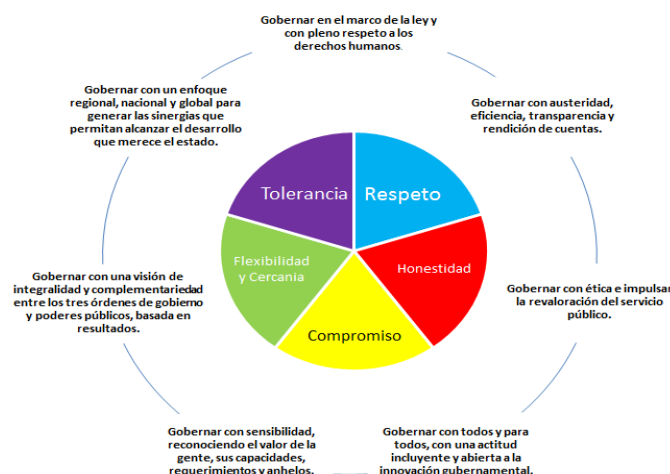 Gobernar en el marco de la ley y
con pleno respeto a los
derechos humanos.
Gobernar con un enfoque
regional, nacional y global para
generar las sinergias que
permitan alcanzar el desarrollo
que merece el estado.
Gobernar con austeridad,
eficiencia, transparencia y
rendición de cuentas.
Tolerancia
Respeto
Flexibilidad
y Cercania
Honestidad
Compromiso
Gobernar con una visión de
integralidad y complementariedad
entre los tres órdenes de gobierno
y poderes públicos, basada en
resultados.
Gobernar con ética e impulsar
la revaloración del servicio
público.
Gobernar con sensibilidad,
reconociendo el valor de la
gente, sus capacidades,
requerimientos y anhelos.
Gobernar con todos y para
todos, con una actitud
incluyente y abierta a la
innovación gubernamental.